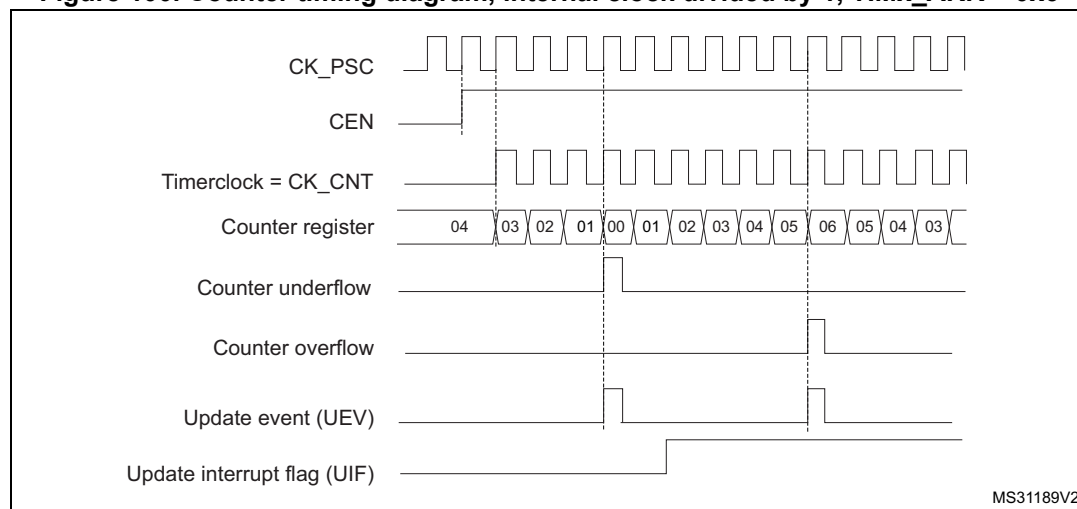 CK_PSC
CEN
Timerclock = CK_CNT
Counter register 04 03 02 01 00 01 02 03 04 05 06 05 04 03
Counter underflow
Counter overflow
Update event (UEV)
Update interrupt flag (UIF)
MS31189V2